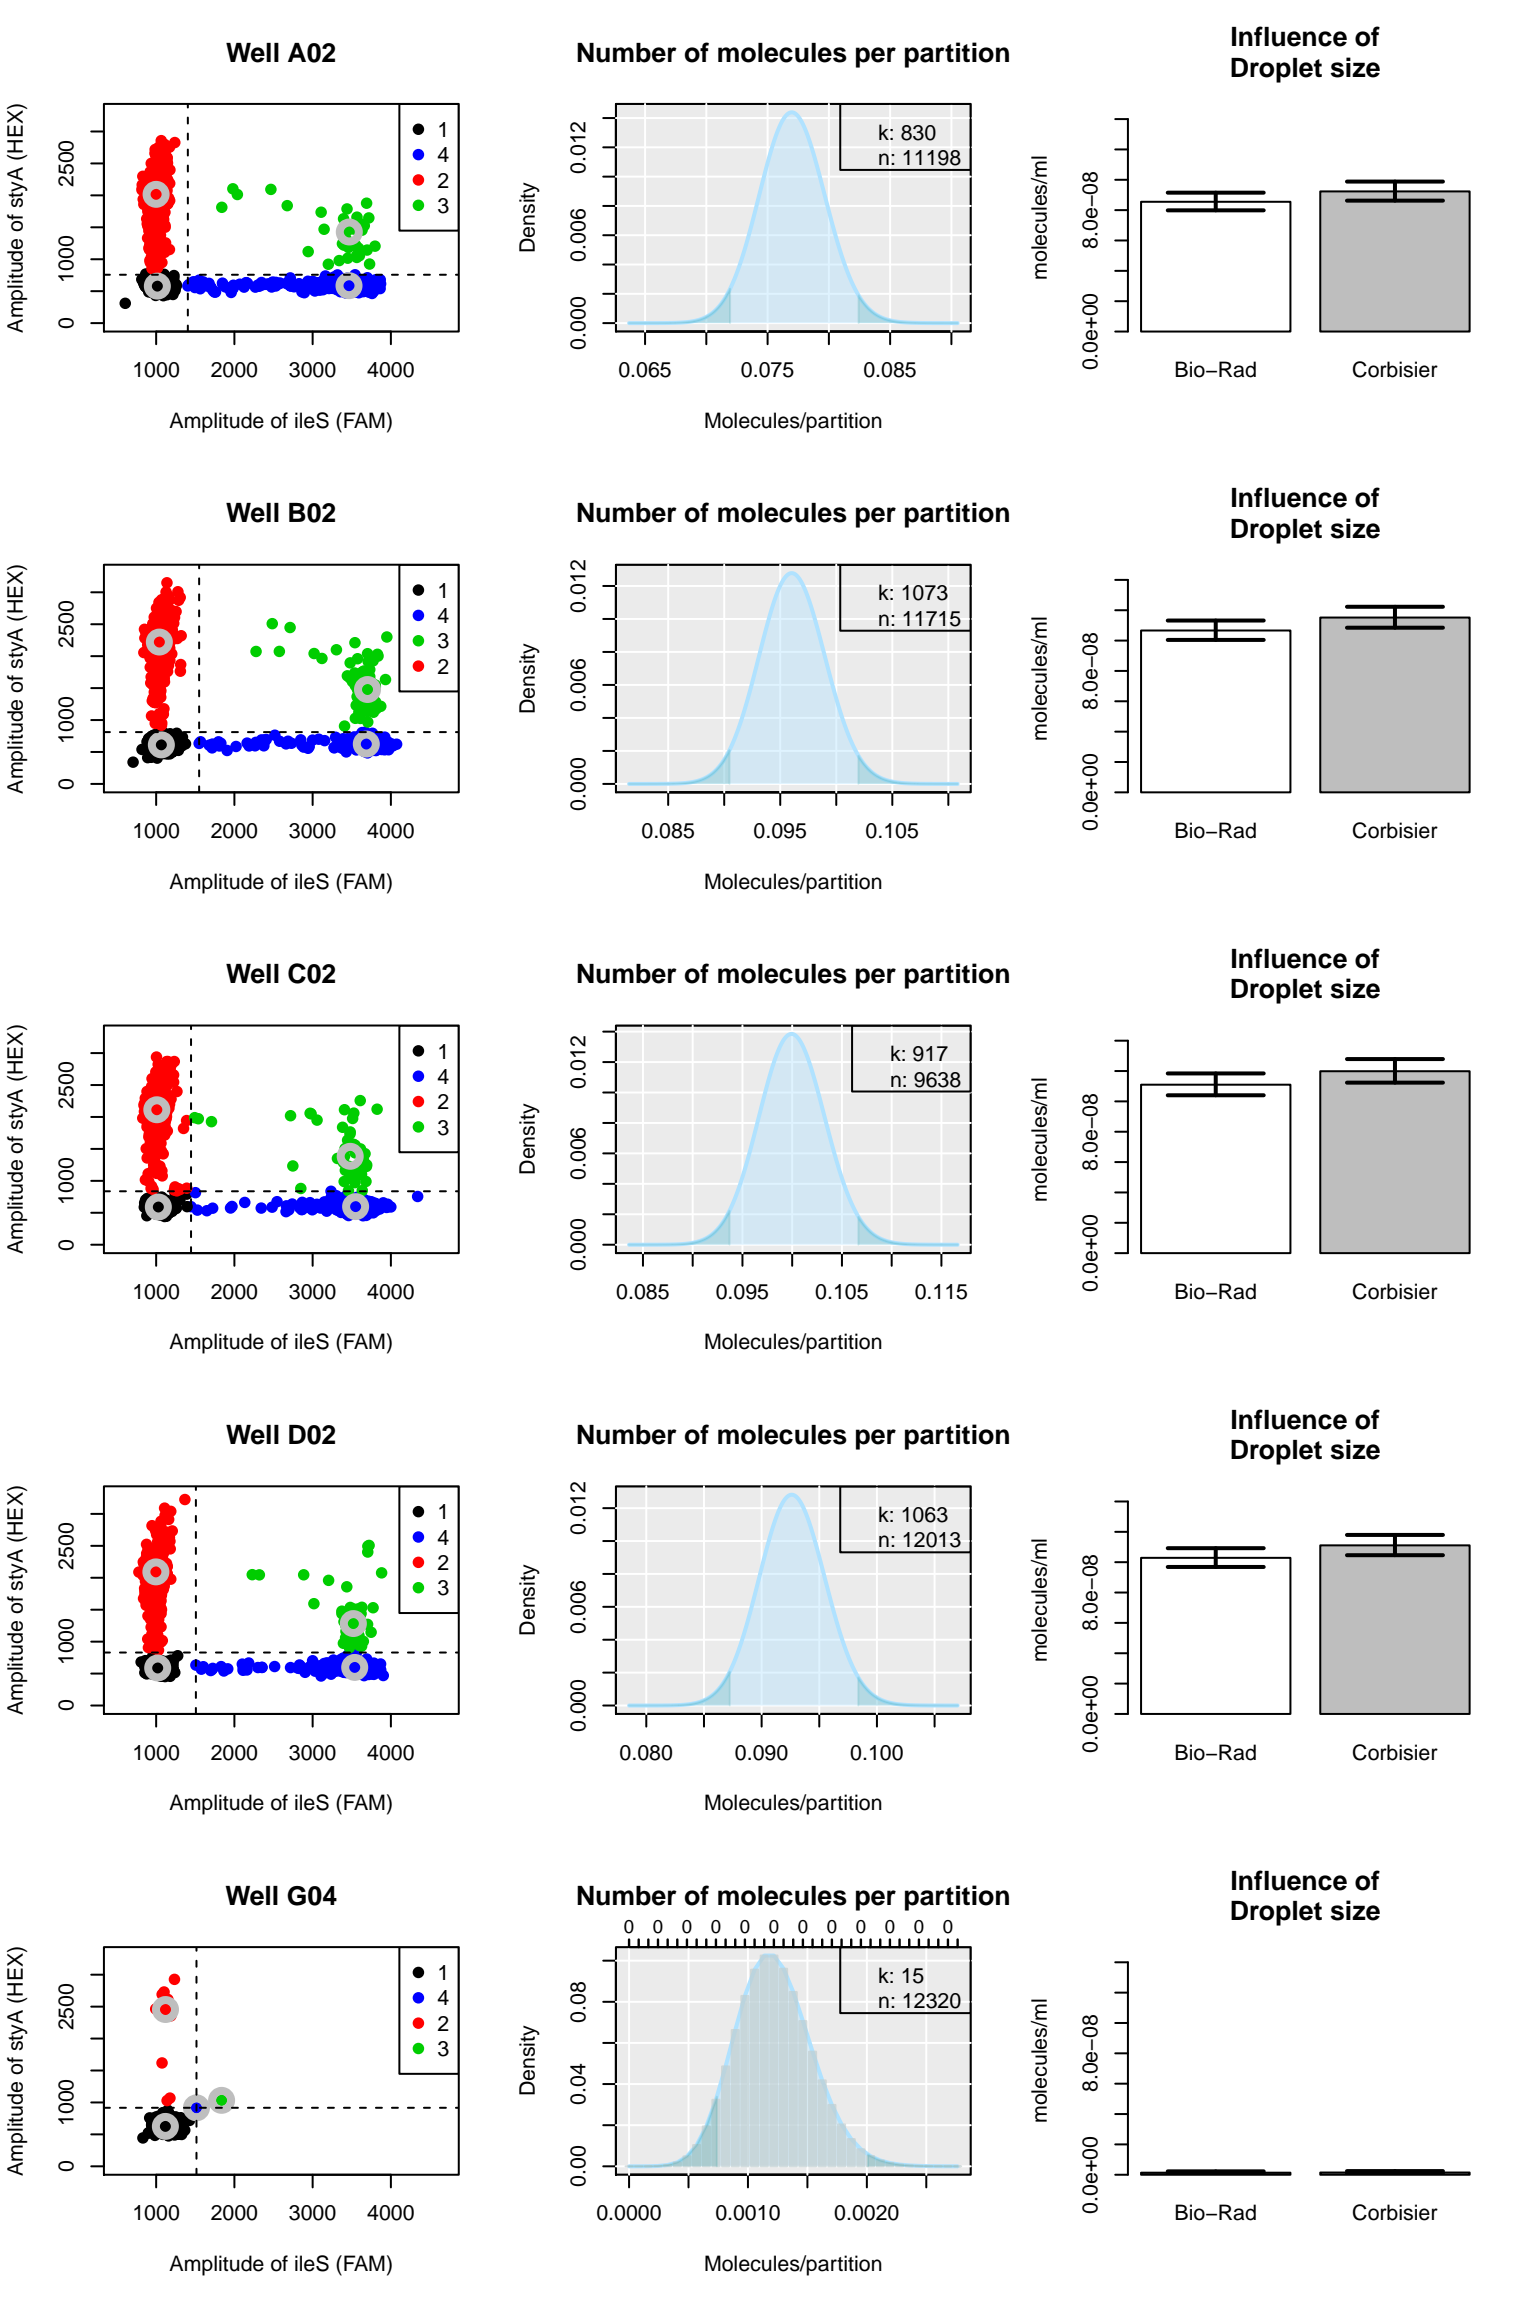 Well A02
Number of molecules per partition
Influence of
Droplet size
Amplitude of styA (HEX)
0 1000 2500
1
4
2
3
1000 2000 3000 4000
Amplitude of ileS (FAM)
Density
0.000 0.006 0.012
k: 830
n: 11198
0.065 0.075 0.085
Molecules/partition
molecules/ml
0.0e+00 8.0e−08
Bio−Rad Corbisier
Well B02
Number of molecules per partition
Influence of
Droplet size
Amplitude of styA (HEX)
0 1000 2500
1
4
3
2
1000 2000 3000 4000
Amplitude of ileS (FAM)
Density
0.000 0.006 0.012
k: 1073
n: 11715
0.085 0.095 0.105
Molecules/partition
molecules/ml
0.0e+00 8.0e−08
Bio−Rad Corbisier
Well C02
Number of molecules per partition
Influence of
Droplet size
Amplitude of styA (HEX)
0 1000 2500
1
4
2
3
1000 2000 3000 4000
Amplitude of ileS (FAM)
Density
0.000 0.006 0.012
k: 917
n: 9638
0.085 0.095 0.105 0.115
Molecules/partition
molecules/ml
0.0e+00 8.0e−08
Bio−Rad Corbisier
Well D02
Number of molecules per partition
Influence of
Droplet size
Amplitude of styA (HEX)
0 1000 2500
1
4
2
3
1000 2000 3000 4000
Amplitude of ileS (FAM)
Density
0.000 0.006 0.012
k: 1063
n: 12013
0.080 0.090 0.100
Molecules/partition
molecules/ml
0.0e+00 8.0e−08
Bio−Rad Corbisier
Well G04
Number of molecules per partition
Influence of
Droplet size
Amplitude of styA (HEX)
0 1000 2500
1
4
2
3
1000 2000 3000 4000
Amplitude of ileS (FAM)
0 0 0 0 0 0 0 0 0 0 0 0
Density
0.00 0.04 0.08
k: 15
n: 12320
0.0000 0.0010 0.0020
Molecules/partition
molecules/ml
0.0e+00 8.0e−08
Bio−Rad Corbisier